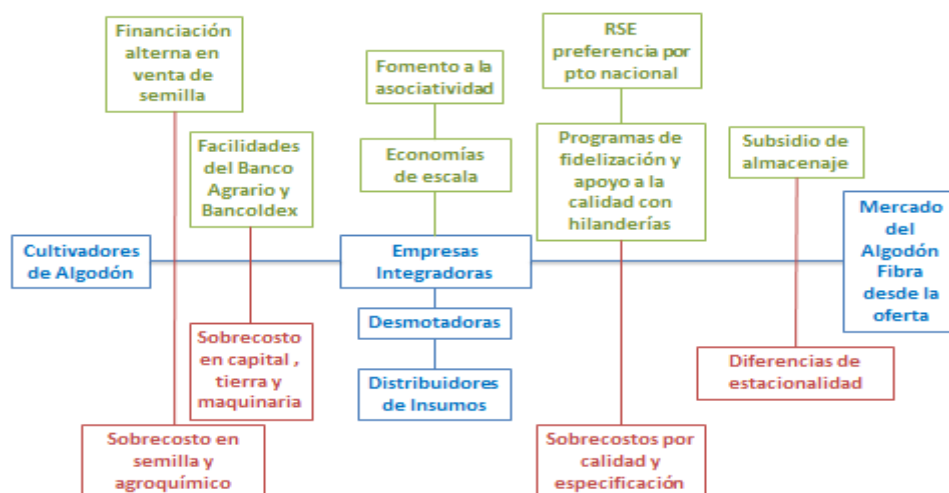 Financiación
alterna en
venta de
semilla
Fomento a la
asociatividad
RSE
preferencia por
pto nacional
Facilidades
del Banco
Agrario y
Bancoldex
Economías
de escala
Programas de
fidelización y
apoyo a la
calidad con
hilanderías
Subsidio de
almacenaje
Cultivadores
de Algodón
Empresas
Integradoras
Mercado
del
Algodón
Fibra
desde la
oferta
Desmotadoras
Distribuidores
de Insumos
Sobrecosto
en capital ,
tierra y
maquinaria
Diferencias de
estacionalidad
Sobrecosto en
semilla y
agroquímico
Sobrecostos por
calidad y
especificación